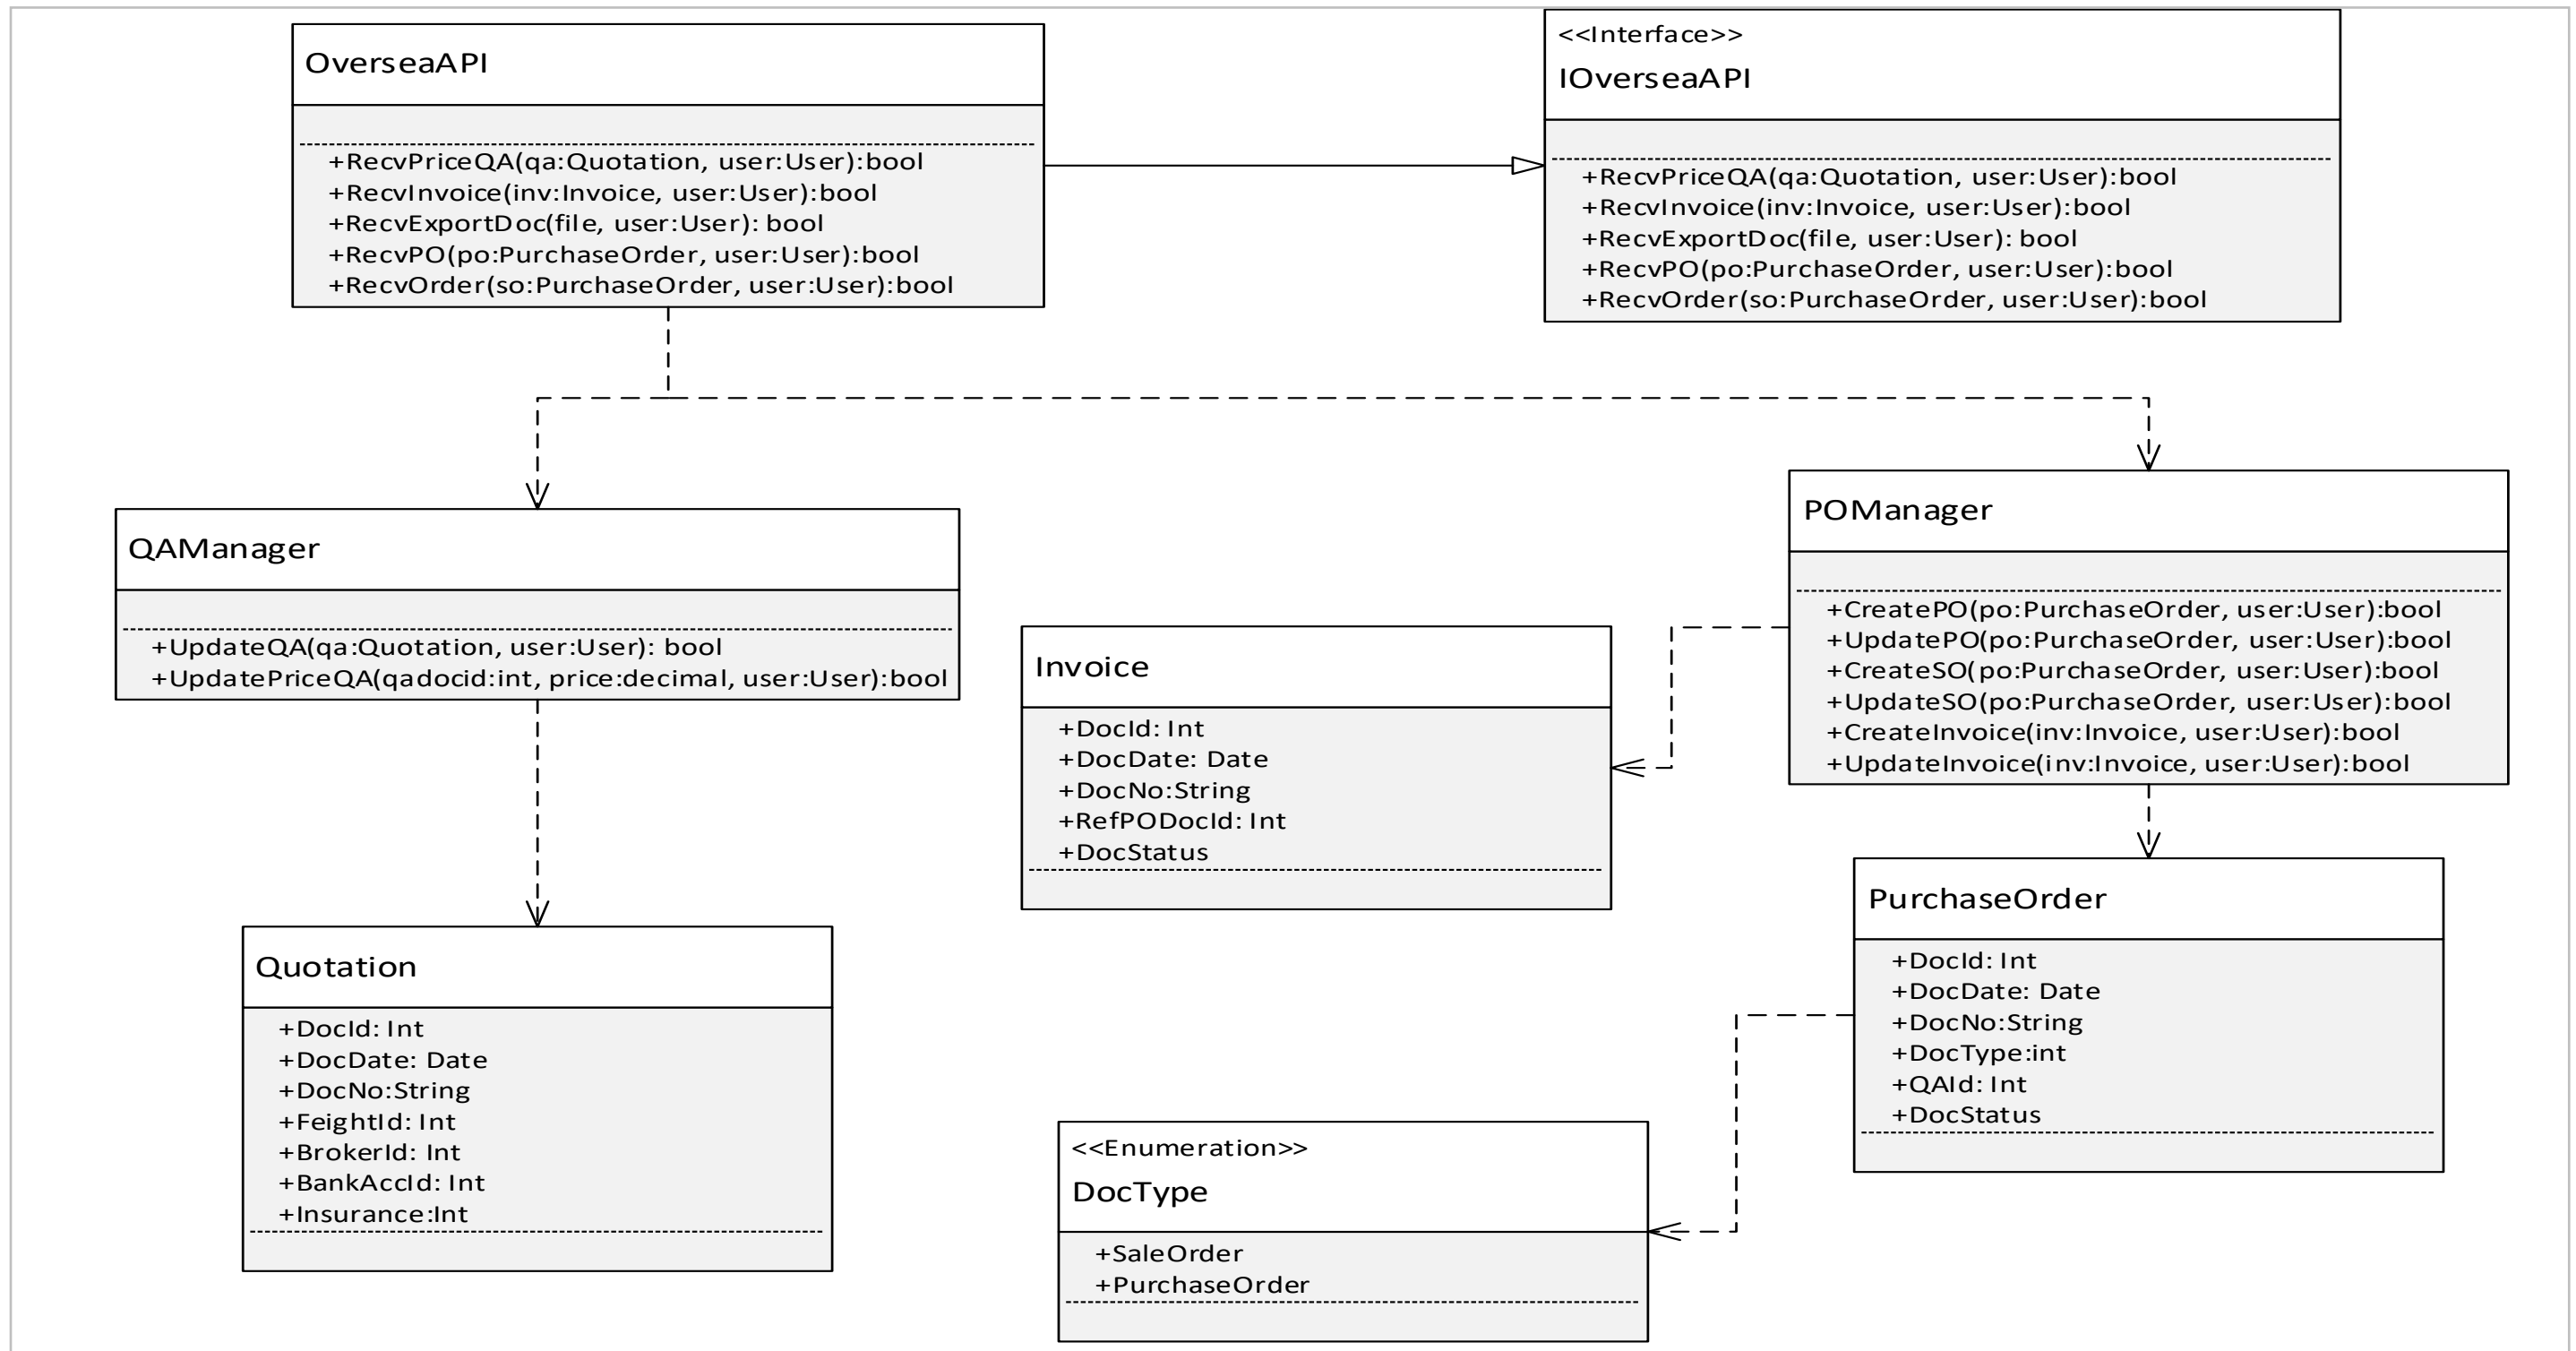 OverseaAPI
+RecvPriceQA(qa:Quotation, user:User):bool
+RecvInvoice(inv:Invoice, user:User):bool
+RecvExportDoc(file, user:User): bool
+RecvPO(po:PurchaseOrder, user:User):bool
+RecvOrder(so:PurchaseOrder, user:User):bool
<<Interface>>
IOverseaAPI
+RecvPriceQA(qa:Quotation, user:User):bool
+RecvInvoice(inv:Invoice, user:User):bool
+RecvExportDoc(file, user:User): bool
+RecvPO(po:PurchaseOrder, user:User):bool
+RecvOrder(so:PurchaseOrder, user:User):bool
QAManager
+UpdateQA(qa:Quotation, user:User): bool
+UpdatePriceQA(qadocid:int, price:decimal, user:User):bool
POManager
+CreatePO(po:PurchaseOrder, user:User):bool
+UpdatePO(po:PurchaseOrder, user:User):bool
+CreateSO(po:PurchaseOrder, user:User):bool
+UpdateSO(po:PurchaseOrder, user:User):bool
+CreateInvoice(inv:Invoice, user:User):bool
+UpdateInvoice(inv:Invoice, user:User):bool
Invoice
+DocId: Int
+DocDate: Date
+DocNo:String
+RefPODocId: Int
+DocStatus
Quotation
+DocId: Int
+DocDate: Date
+DocNo:String
+FeightId: Int
+BrokerId: Int
+BankAccId: Int
+Insurance:Int
PurchaseOrder
+DocId: Int
+DocDate: Date
+DocNo:String
+DocType:int
+QAId: Int
+DocStatus
<<Enumeration>>
DocType
+SaleOrder
+PurchaseOrder